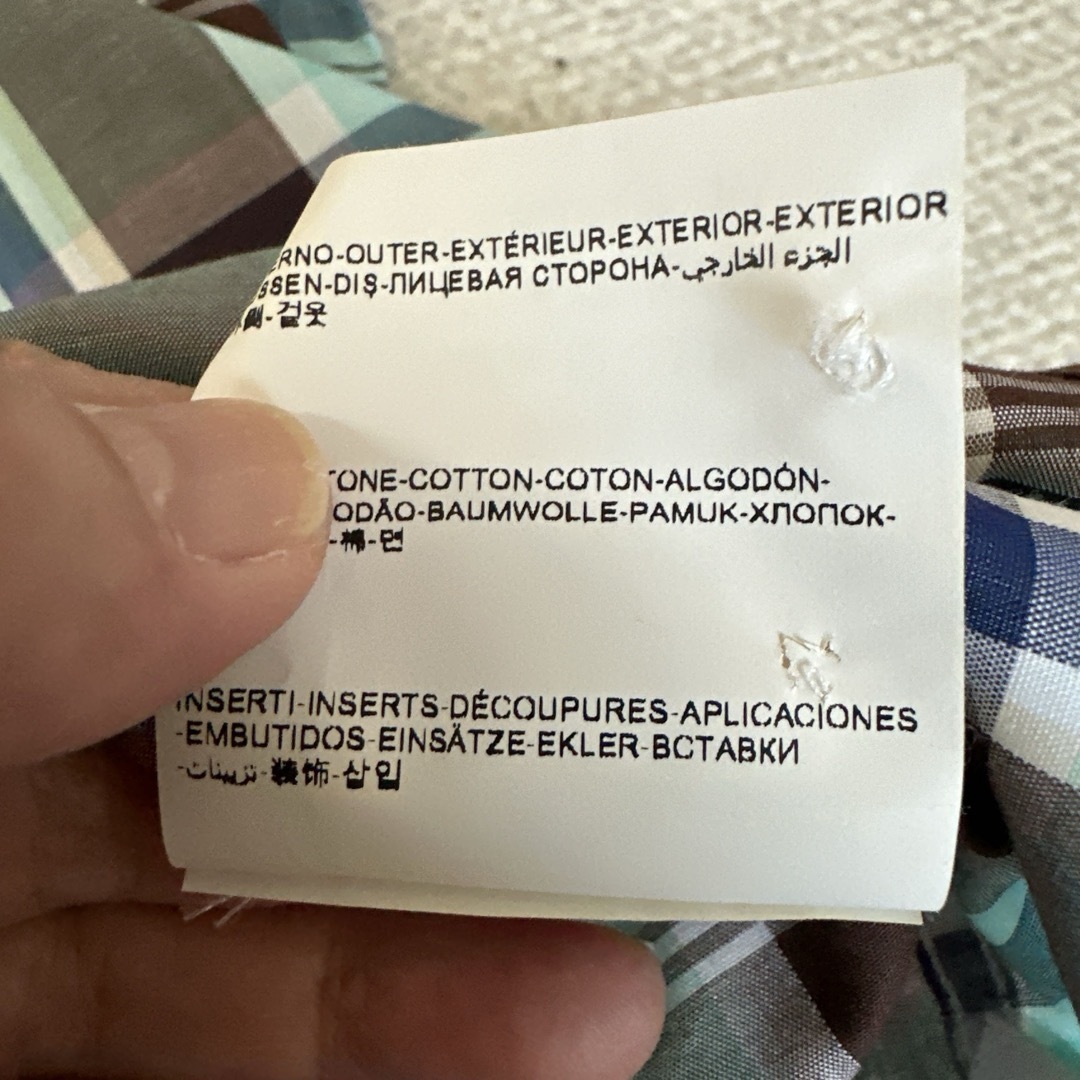 RNO-OUTER-EXTÉRIEUR-EXTERIOR-EXTERIOR
SSEN-DIŞ-ЛИЦЕВАЯ СТОРОНА-الجزء الخارجي
-겉옷
TONE-COTTON-COTON-ALGODÓN-
ODÃO-BAUMWOLLE-PAMUK-ХЛОПОК-
-棉-면
INSERTI-INSERTS-DÉCOUPURES-APLICACIONES
-EMBUTIDOS-EINSÄTZE-EKLER-ВСТАВКИ
-تزيينات-装饰-삽입